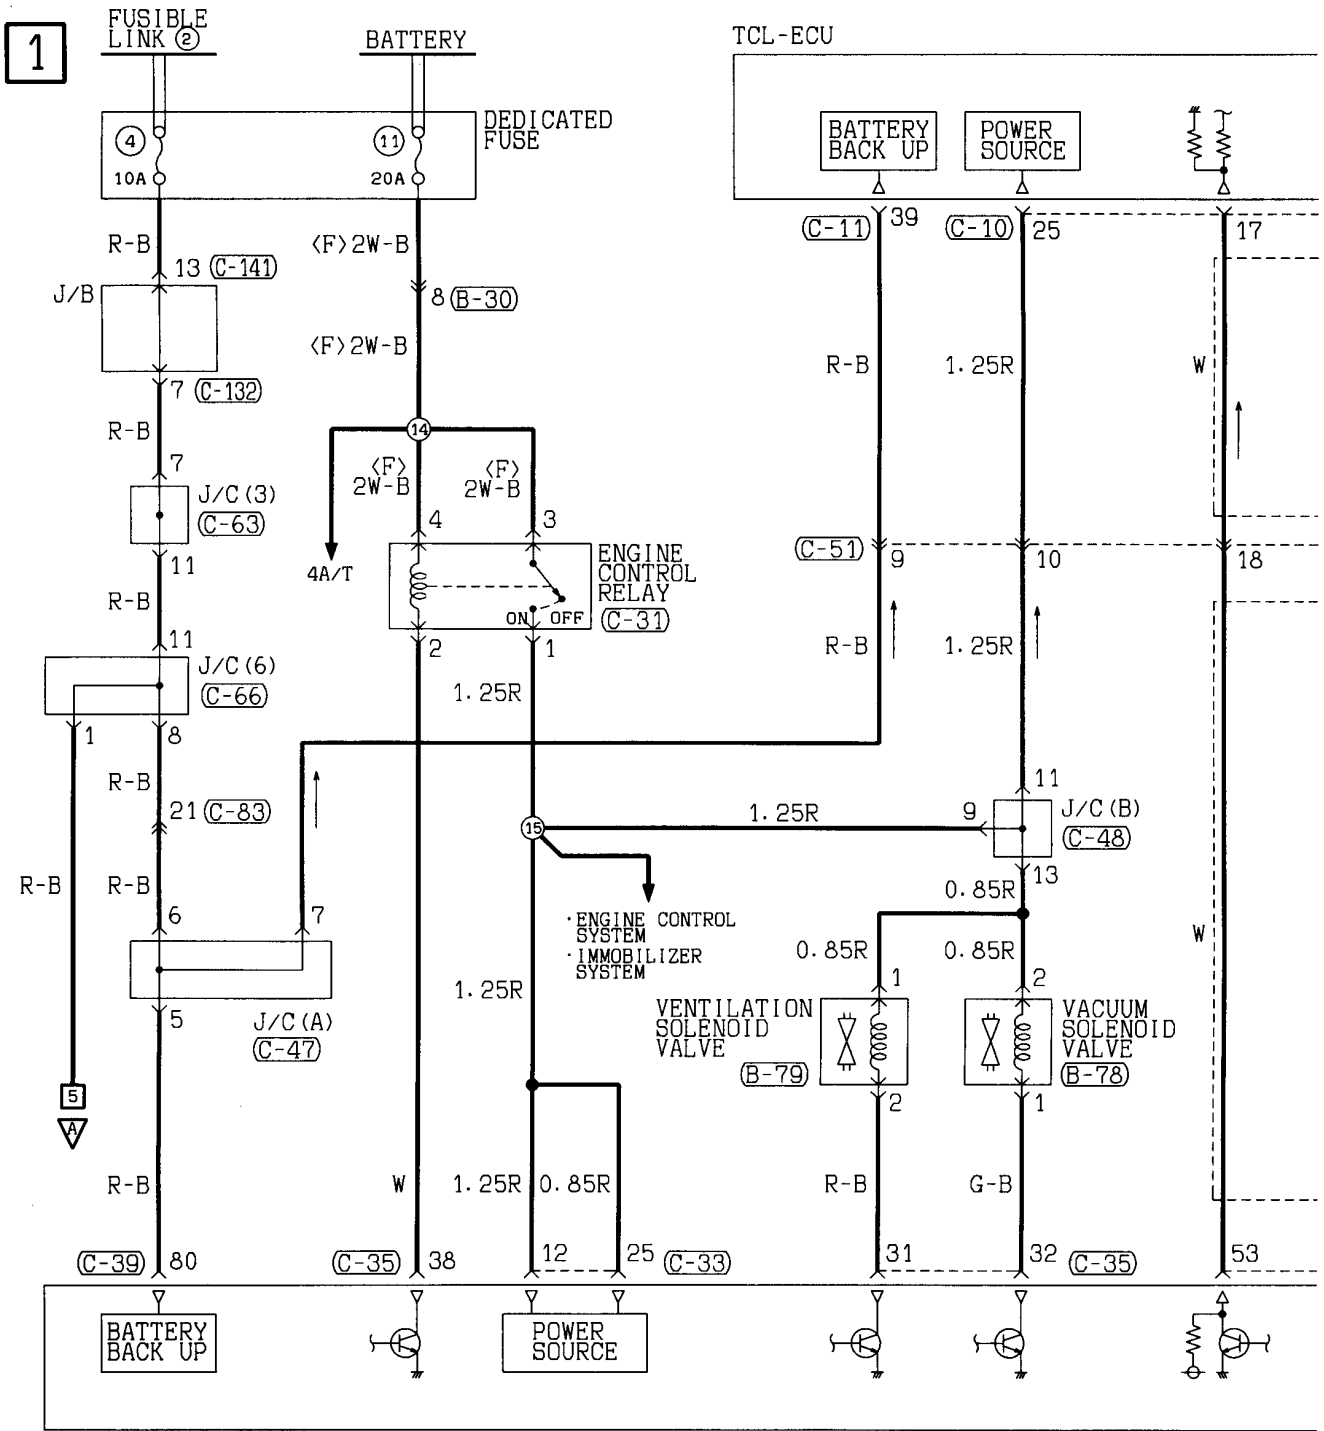 1
FUSIBLE
LINK ②
BATTERY
TCL-ECU
DEDICATED
FUSE
④
10A
⑪
20A
BATTERY
BACK UP
POWER
SOURCE
C-11
39
C-10
25
17
R-B
<F>2W-B
13
C-141
J/B
8
B-30
<F>2W-B
R-B
1.25R
W
7
C-132
R-B
14
7
<F>
2W-B
<F>
2W-B
J/C(3)
C-63
4
3
C-51
9
10
18
11
4A/T
ENGINE
CONTROL
RELAY
C-31
ON
OFF
R-B
2
1
R-B
1.25R
11
J/C(6)
C-66
1.25R
1
8
R-B
21
C-83
11
1.25R
9
J/C(B)
C-48
15
13
0.85R
R-B
R-B
6
7
·ENGINE CONTROL
SYSTEM
·IMMOBILIZER
SYSTEM
0.85R
0.85R
W
1.25R
1
2
5
J/C(A)
C-47
VENTILATION
SOLENOID
VALVE
B-79
VACUUM
SOLENOID
VALVE
B-78
5
A
2
1
R-B
W
1.25R
0.85R
R-B
G-B
C-39
80
C-35
38
12
25
C-33
31
32
C-35
53
BATTERY
BACK UP
POWER
SOURCE